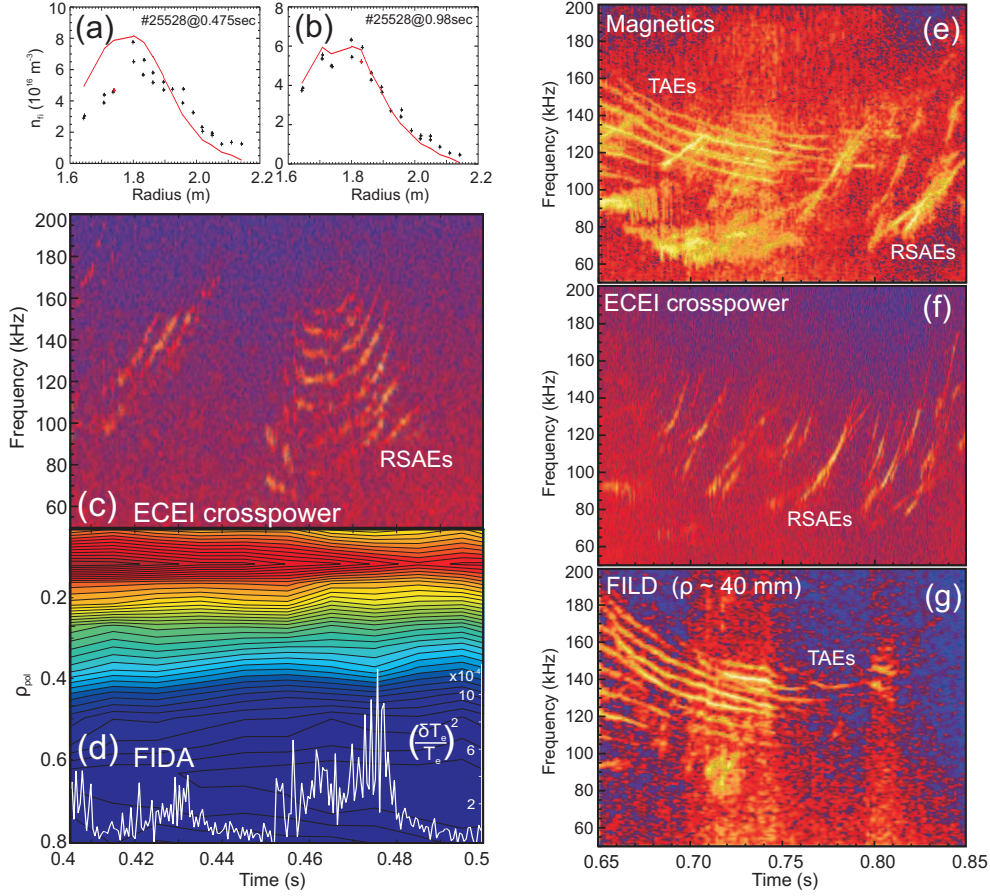 (a)
#25528@0.475sec
n_fi (10^16 m^-3)
10
8
6
4
2
0
1.6
1.8
2.0
2.2
Radius (m)
(b)
#25528@0.98sec
8
6
4
2
0
1.6
1.8
2.0
2.2
Radius (m)
Frequency (kHz)
200
180
160
140
120
100
80
60
RSAEs
(c) ECEI crosspower
ρ_pol
0.2
0.4
0.6
0.8
(d) FIDA
(δT_e/T_e)^2
x10^-4
10
6
2
0.4
0.42
0.44
0.46
0.48
0.5
Time (s)
Magnetics
(e)
Frequency (kHz)
200
180
160
140
120
100
80
60
TAEs
RSAEs
ECEI crosspower
(f)
Frequency (kHz)
200
180
160
140
120
100
80
60
RSAEs
FILD (ρ ~ 40 mm)
(g)
Frequency (kHz)
200
180
160
140
120
100
80
60
TAEs
0.65
0.70
0.75
0.80
0.85
Time (s)